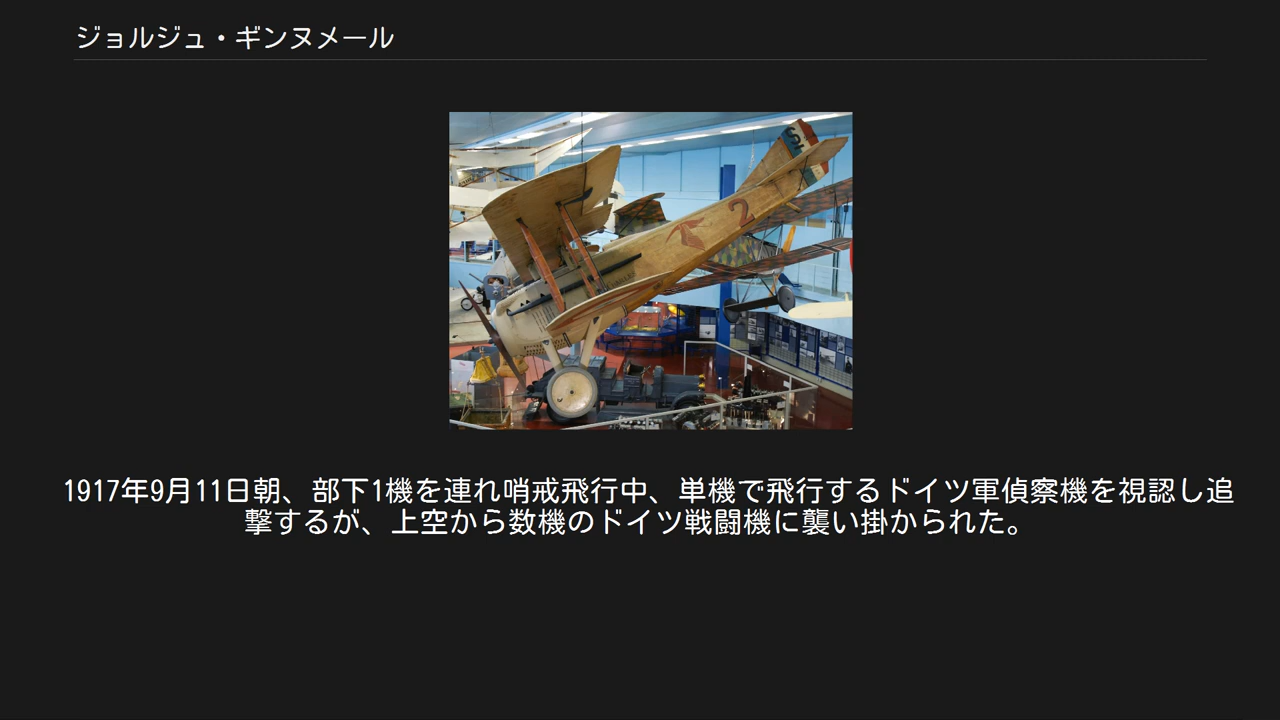 ジョルジュ・ギンヌメール
2
1917年9月11日朝、部下1機を連れ哨戒飛行中、単機で飛行するドイツ軍偵察機を視認し追
撃するが、上空から数機のドイツ戦闘機に襲い掛かられた。